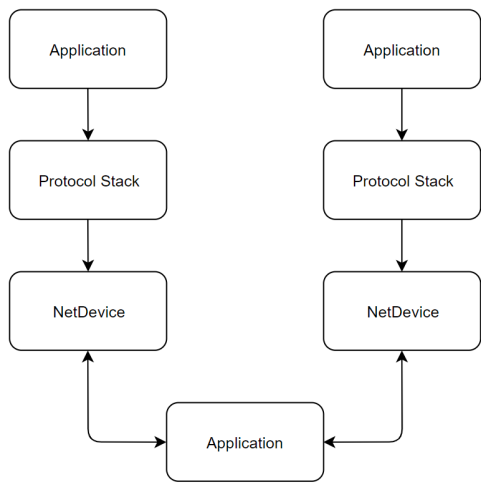 Application
Application
Protocol Stack
Protocol Stack
NetDevice
NetDevice
Application